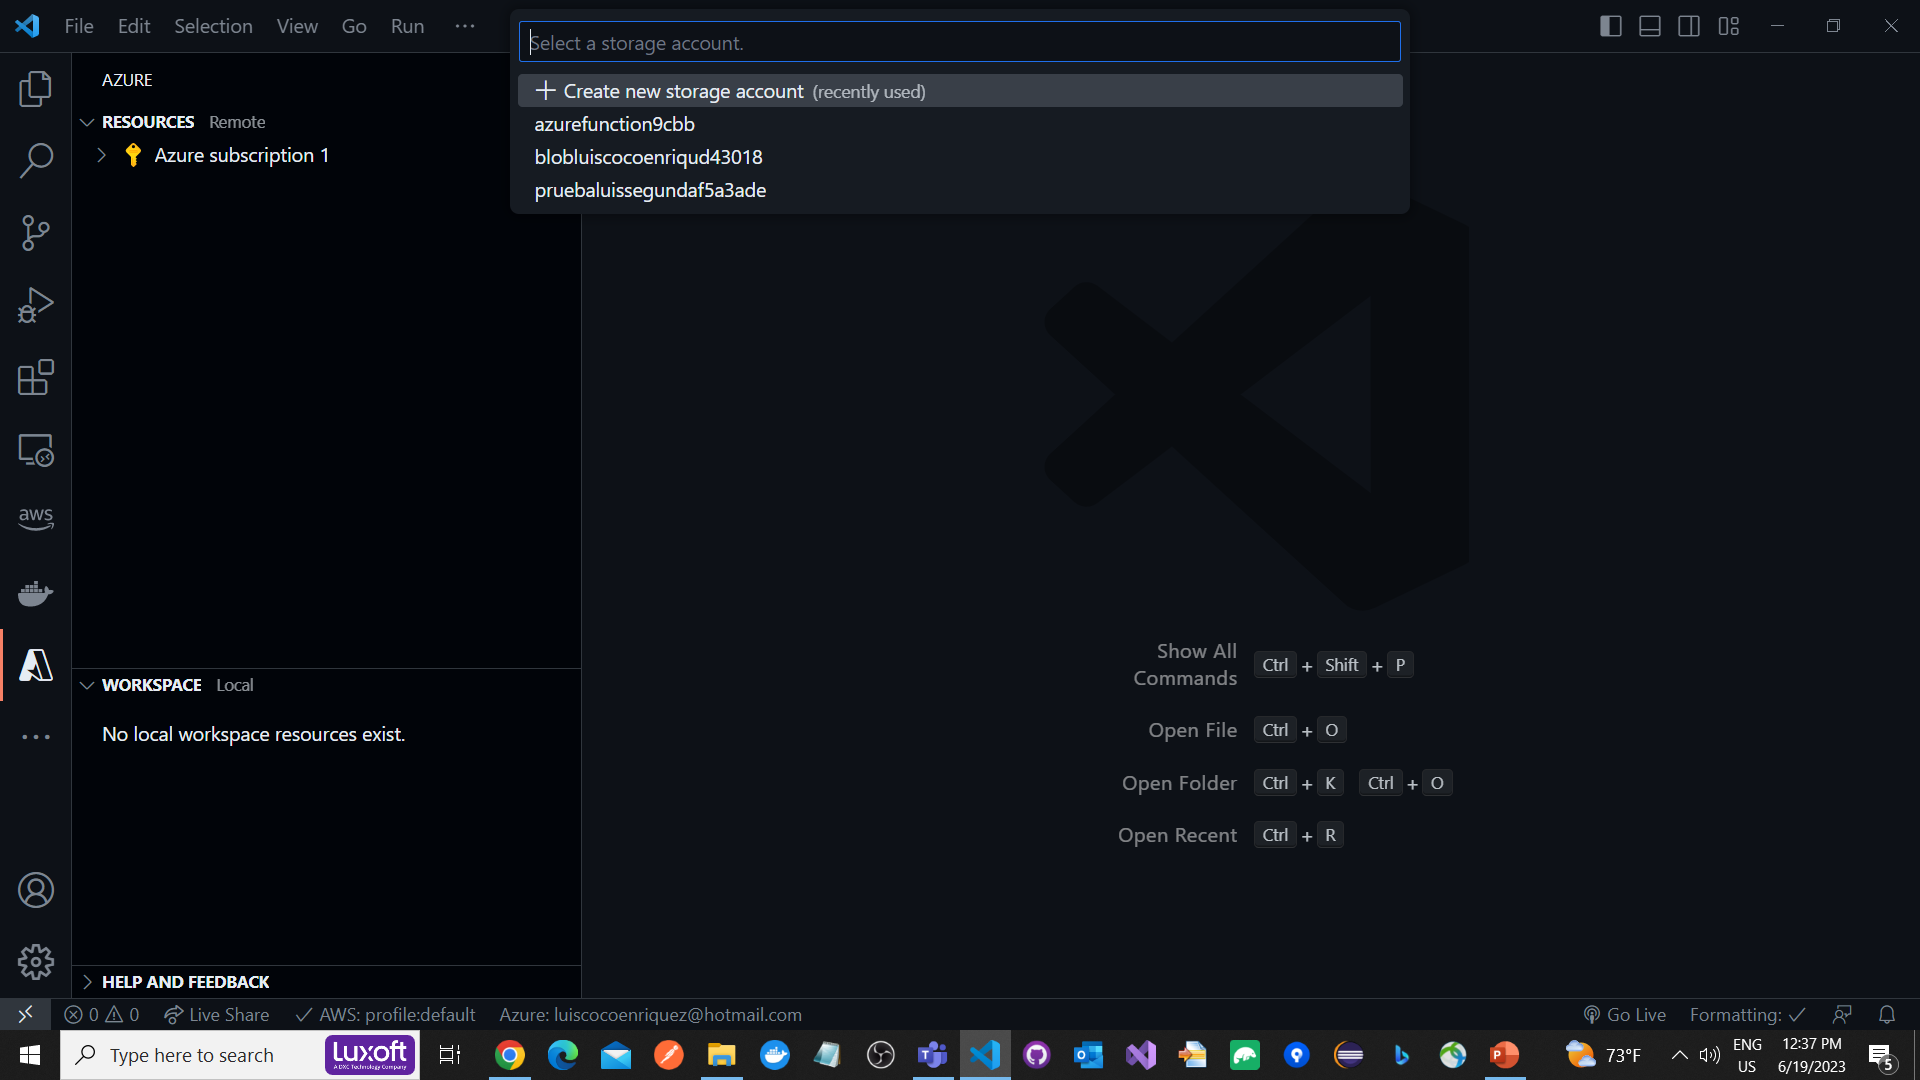 File Edit Selection View Go Run ···
Select a storage account.
+ Create new storage account (recently used)
azurefunction9cbb
blobluiscocoenriqud43018
pruebaluissegundaf5a3ade
AZURE
RESOURCES Remote
Azure subscription 1
aws
WORKSPACE Local
No local workspace resources exist.
HELP AND FEEDBACK
Show All
Commands Ctrl + Shift + P
Open File Ctrl + O
Open Folder Ctrl + K Ctrl + O
Open Recent Ctrl + R
0 0 Live Share AWS: profile:default Azure: luiscocoenriquez@hotmail.com Go Live Formatting:
Type here to search
luxoft
A DXC Technology Company
73°F
ENG
US
12:37 PM
6/19/2023
5